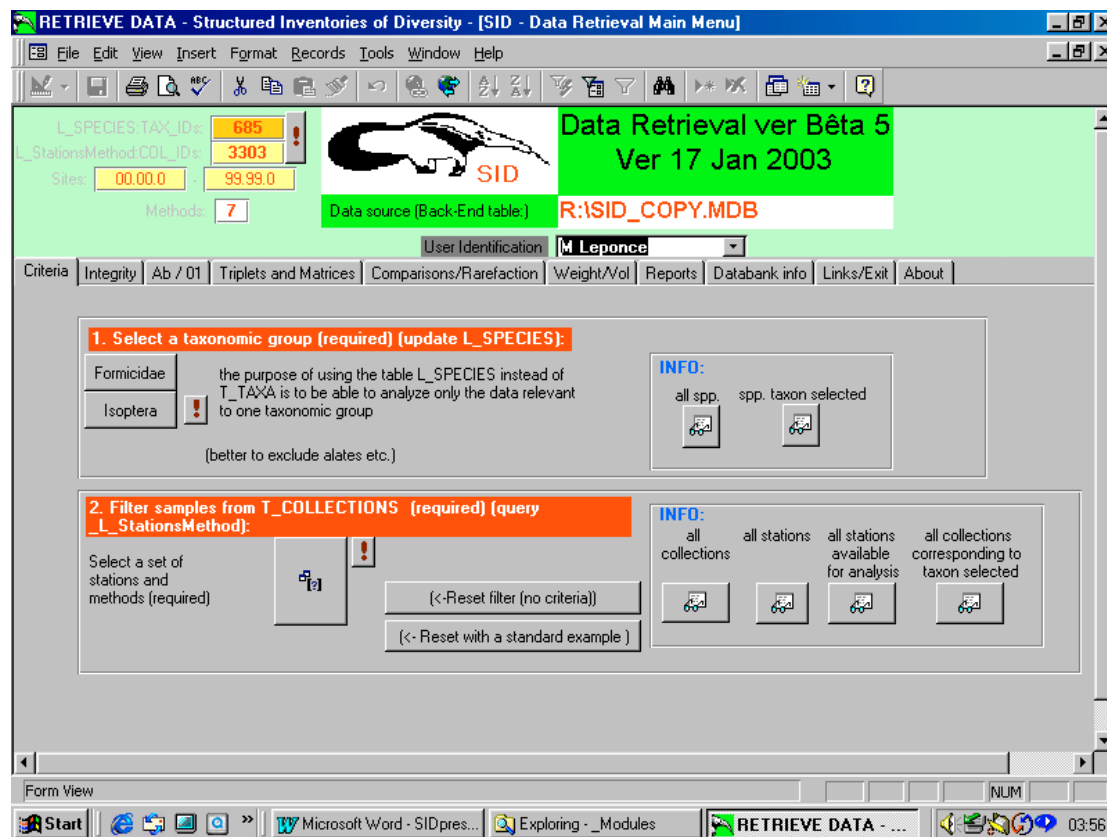 RETRIEVE DATA - Structured Inventories of Diversity - [SID - Data Retrieval Main Menu]
File Edit View Insert Format Records Tools Window Help
L_SPECIES:TAX_IDs: 685
L_StationsMethod:COL_IDs: 3303
Sites: 00.00.0 - 99.99.0
Methods: 7
SID
Data Retrieval ver Bêta 5
Ver 17 Jan 2003
Data source (Back-End table:) R:\SID_COPY.MDB
User Identification M Leponce
Criteria Integrity Ab / 01 Triplets and Matrices Comparisons/Rarefaction Weight/Vol Reports Databank info Links/Exit About
1. Select a taxonomic group (required) (update L_SPECIES):
Formicidae
Isoptera
!
the purpose of using the table L_SPECIES instead of
T_TAXA is to be able to analyze only the data relevant
to one taxonomic group
(better to exclude alates etc.)
INFO:
all spp. spp. taxon selected
2. Filter samples from T_COLLECTIONS (required) (query
_L_StationsMethod):
Select a set of
stations and
methods (required)
[?]
!
(<-Reset filter (no criteria))
(<- Reset with a standard example )
INFO:
all
collections
all stations
all stations
available
for analysis
all collections
corresponding to
taxon selected
Form View NUM
Start » Microsoft Word - SIDpres... Exploring - _Modules RETRIEVE DATA - ... 03:56